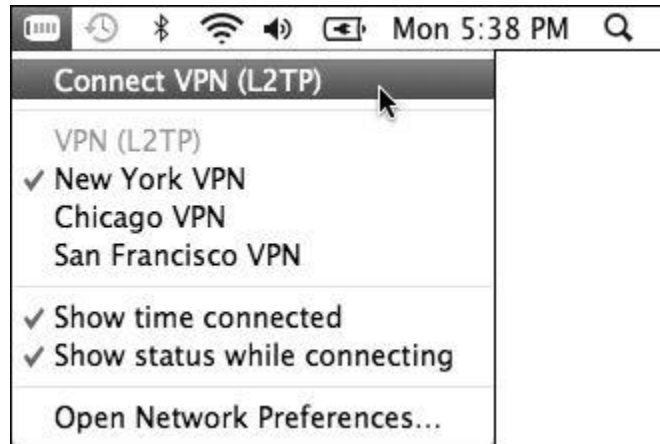 Mon 5:38 PM
Connect VPN (L2TP)
VPN (L2TP)
✓ New York VPN
Chicago VPN
San Francisco VPN
✓ Show time connected
✓ Show status while connecting
Open Network Preferences...